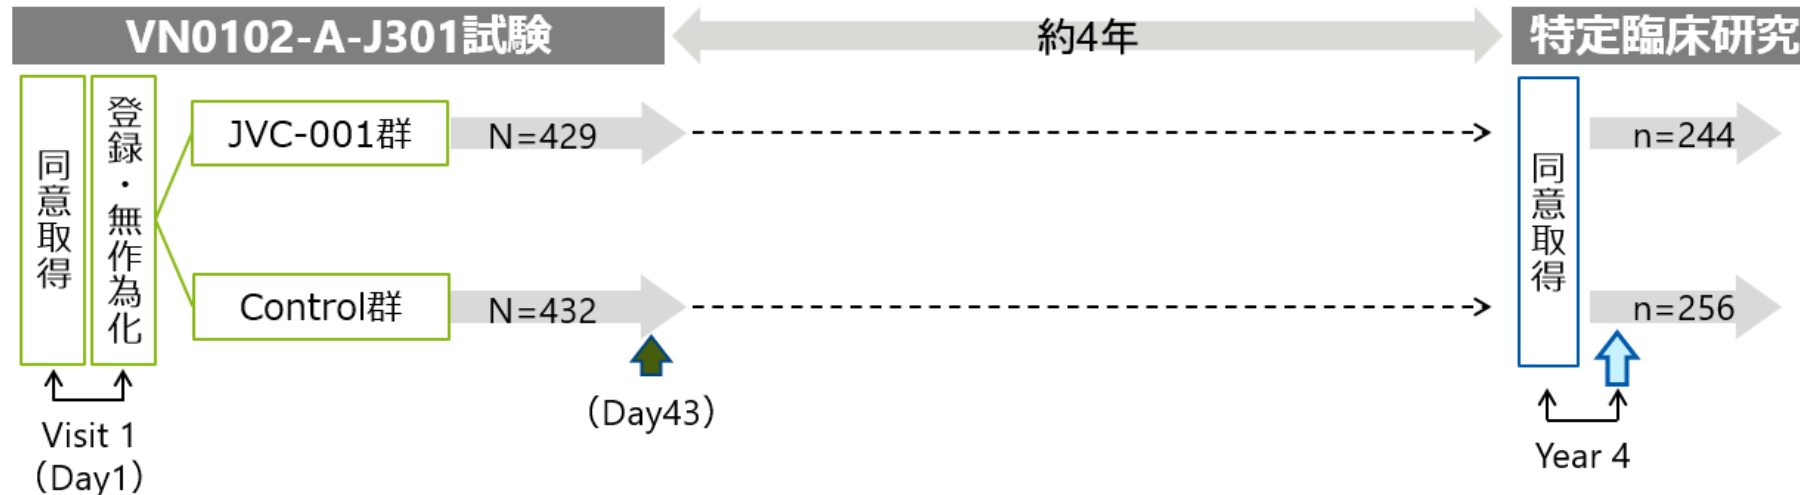 VN0102-A-J301試験
約4年
特定臨床研究
同意取得
登録・無作為化
JVC-001群
N=429
Control群
N=432
同意取得
n=244
n=256
(Day43)
Visit 1
(Day1)
Year 4